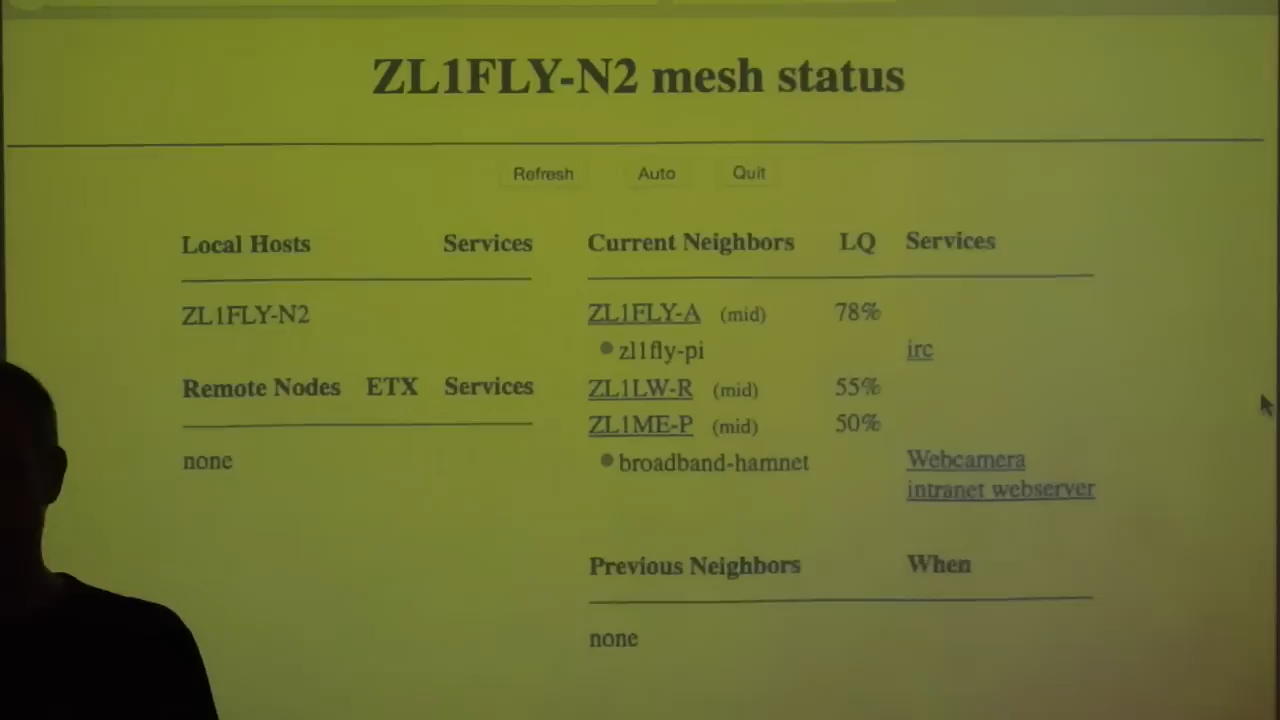 ZL1FLY-N2 mesh status
Refresh Auto Quit
Local Hosts Services
ZL1FLY-N2
Remote Nodes ETX Services
none
Current Neighbors LQ Services
ZL1FLY-A (mid) 78%
zl1fly-pi irc
ZL1LW-R (mid) 55%
ZL1ME-P (mid) 50%
broadband-hamnet Webcamera
intranet webserver
Previous Neighbors When
none